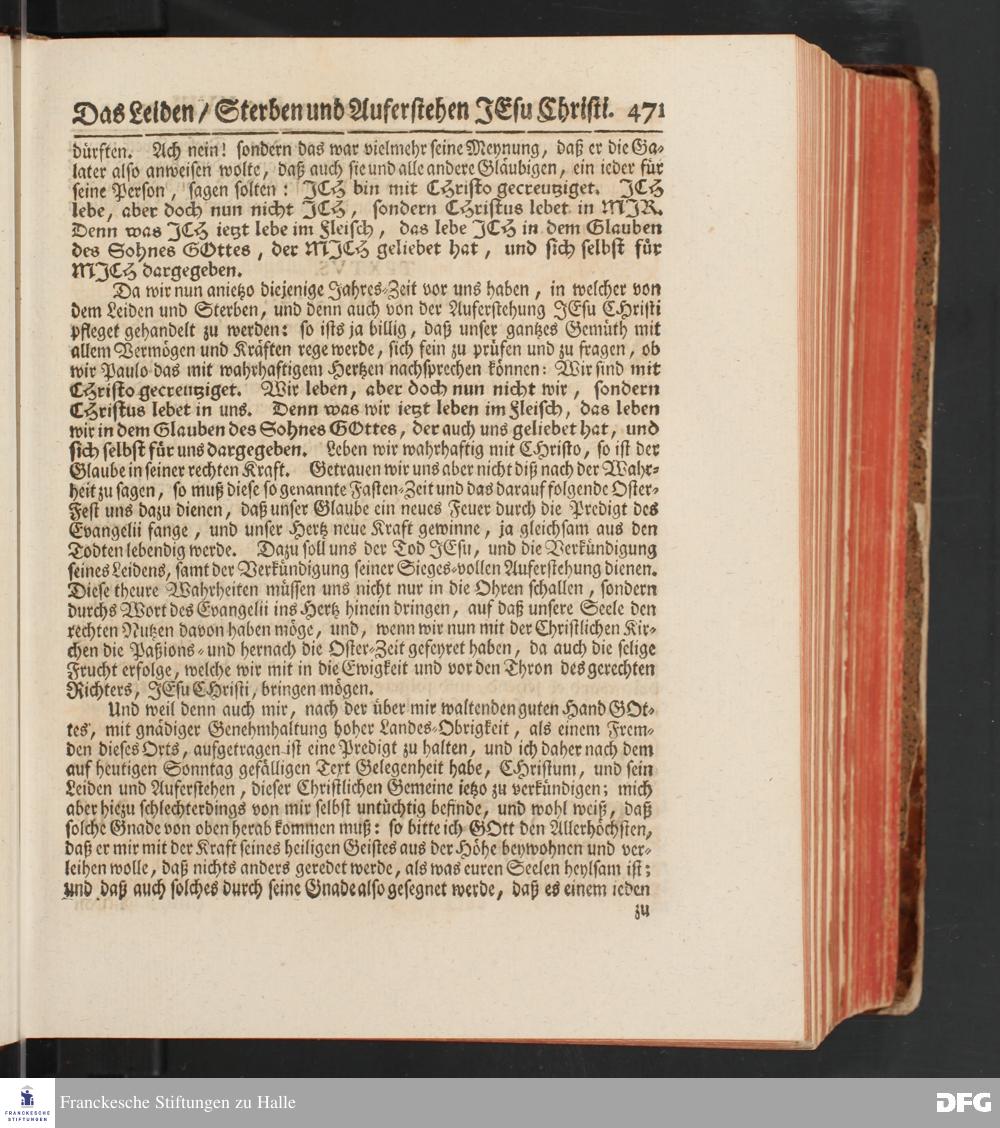 Das Leiden / Sterben und Auferstehen JEsu Christi. 471
dürften. Ach nein! sondern das war vielmehr seine Meynung, daß er die Ga-
later also anweisen wolte, daß auch sie und alle andere Gläubigen, ein ieder für
seine Person, sagen solten: JCH bin mit CHristo gecreutziget. JCH
lebe, aber doch nun nicht JCH, sondern CHristus lebet in MJR.
Denn was JCH ietzt lebe im Fleisch, das lebe JCH in dem Glauben
des Sohnes GOttes, der MJCH geliebet hat, und sich selbst für
MJCH dargegeben.
Da wir nun anietzo diejenige Jahres-Zeit vor uns haben, in welcher von
dem Leiden und Sterben, und denn auch von der Auferstehung JEsu CHristi
pfleget gehandelt zu werden: so ists ja billig, daß unser gantzes Gemüth mit
allem Vermögen und Kräften rege werde, sich fein zu prüfen und zu fragen, ob
wir Paulo das mit wahrhaftigem Hertzen nachsprechen können: Wir sind mit
CHristo gecreutziget. Wir leben, aber doch nun nicht wir, sondern
CHristus lebet in uns. Denn was wir ietzt leben im Fleisch, das leben
wir in dem Glauben des Sohnes GOttes, der auch uns geliebet hat, und
sich selbst für uns dargegeben. Leben wir wahrhaftig mit CHristo, so ist der
Glaube in seiner rechten Kraft. Getrauen wir uns aber nicht diß nach der Wahr-
heit zu sagen, so muß diese so genannte Fasten-Zeit und das darauf folgende Oster-
Fest uns dazu dienen, daß unser Glaube ein neues Feuer durch die Predigt des
Evangelii fange, und unser Hertz neue Kraft gewinne, ja gleichsam aus den
Todten lebendig werde. Dazu soll uns der Tod JEsu, und die Verkündigung
seines Leidens, samt der Verkündigung seiner Sieges-vollen Auferstehung dienen.
Diese theure Wahrheiten müssen uns nicht nur in die Ohren schallen, sondern
durchs Wort des Evangelii ins Hertz hinein dringen, auf daß unsere Seele den
rechten Nutzen davon haben möge, und, wenn wir nun mit der Christlichen Kir-
chen die Paßions- und hernach die Oster-Zeit gefeyret haben, da auch die selige
Frucht erfolge, welche wir mit in die Ewigkeit und vor den Thron des gerechten
Richters, JEsu CHristi, bringen mögen.
Und weil denn auch mir, nach der über mir waltenden guten Hand GOt-
tes, mit gnädiger Genehmhaltung hoher Landes-Obrigkeit, als einem Frem-
den dieses Orts, aufgetragen ist eine Predigt zu halten, und ich daher nach dem
auf heutigen Sonntag gefälligen Text Gelegenheit habe, CHristum, und sein
Leiden und Auferstehen, dieser Christlichen Gemeine ietzo zu verkündigen; mich
aber hiezu schlechterdings von mir selbst untüchtig befinde, und wohl weiß, daß
solche Gnade von oben herab kommen muß: so bitte ich GOtt den Allerhöchsten,
daß er mir mit der Kraft seines heiligen Geistes aus der Höhe beywohnen und ver-
leihen wolle, daß nichts anders geredet werde, als was euren Seelen heylsam ist;
und daß auch solches durch seine Gnade also gesegnet werde, daß es einem ieden
zu
FRANCKESCHE
STIFTUNGEN
Franckesche Stiftungen zu Halle
DFG